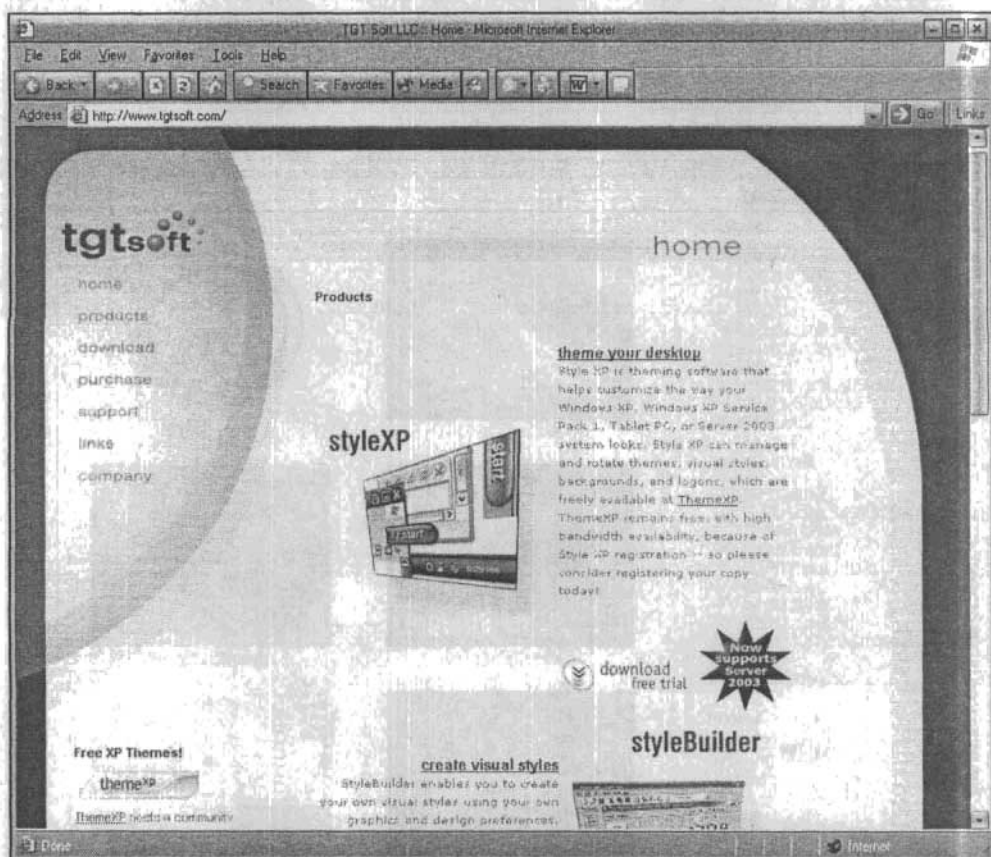 TGT Soft LLC :: Home - Microsoft Internet Explorer
File Edit View Favorites Tools Help
Back Search Favorites Media
Address http://www.tgtsoft.com/ Go Links
tgtsoft
home
home
products
download
purchase
support
links
company
Products
styleXP
start
start
theme your desktop
Style XP is theming software that
helps customize the way your
Windows XP, Windows XP Service
Pack 1, Tablet PC, or Server 2003
system looks. Style XP can manage
and rotate themes, visual styles,
backgrounds, and logons, which are
freely available at ThemeXP.
ThemeXP remains free, with high
bandwidth availability, because of
Style XP registration -- so please
consider registering your copy
today!
download
free trial
Now
supports
Server
2003
Free XP Themes!
themeXP
ThemeXP needs a community
styleBuilder
create visual styles
StyleBuilder enables you to create
your own visual styles using your own
graphics and design preferences.
Done Internet